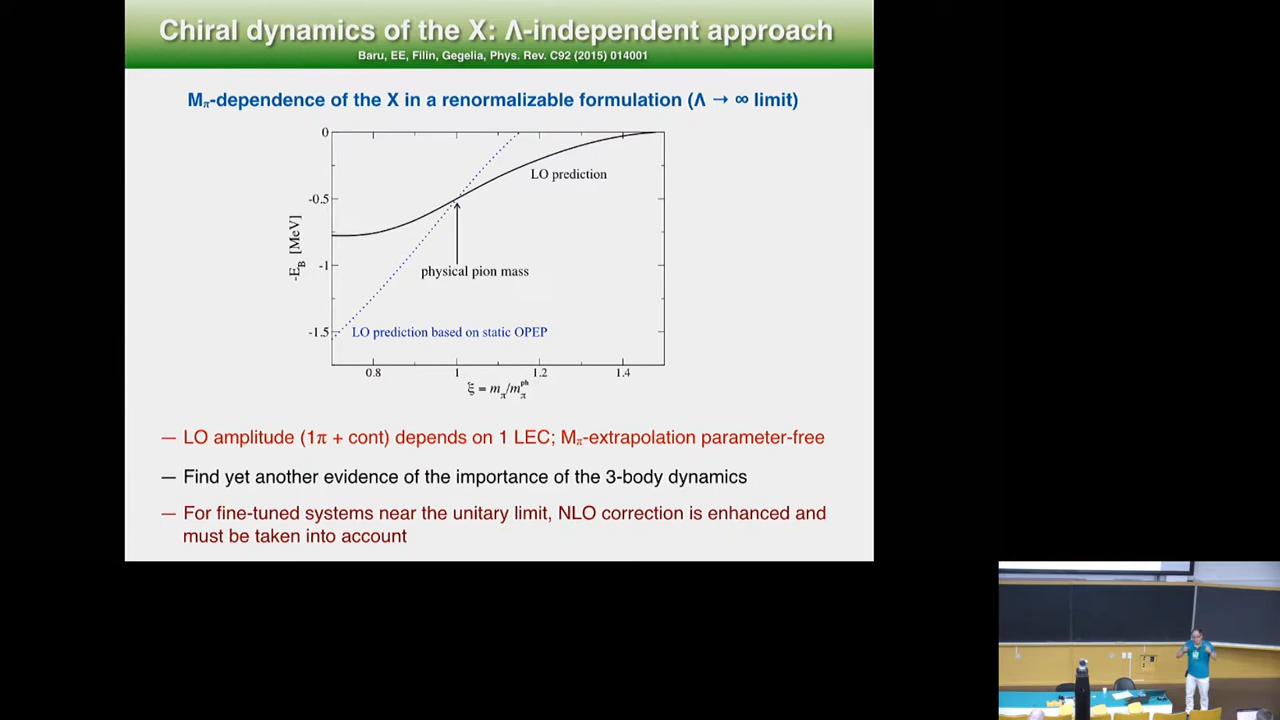 Chiral dynamics of the X: Λ-independent approach
Baru, EE, Filin, Gegelia, Phys. Rev. C92 (2015) 014001
Mπ-dependence of the X in a renormalizable formulation (Λ → ∞ limit)
0
-0.5
-1
-1.5
-E_B [MeV]
LO prediction
physical pion mass
LO prediction based on static OPEP
0.8 1 1.2 1.4
ξ = m_π/m_π^ph
— LO amplitude (1π + cont) depends on 1 LEC; Mπ-extrapolation parameter-free
— Find yet another evidence of the importance of the 3-body dynamics
— For fine-tuned systems near the unitary limit, NLO correction is enhanced and
must be taken into account